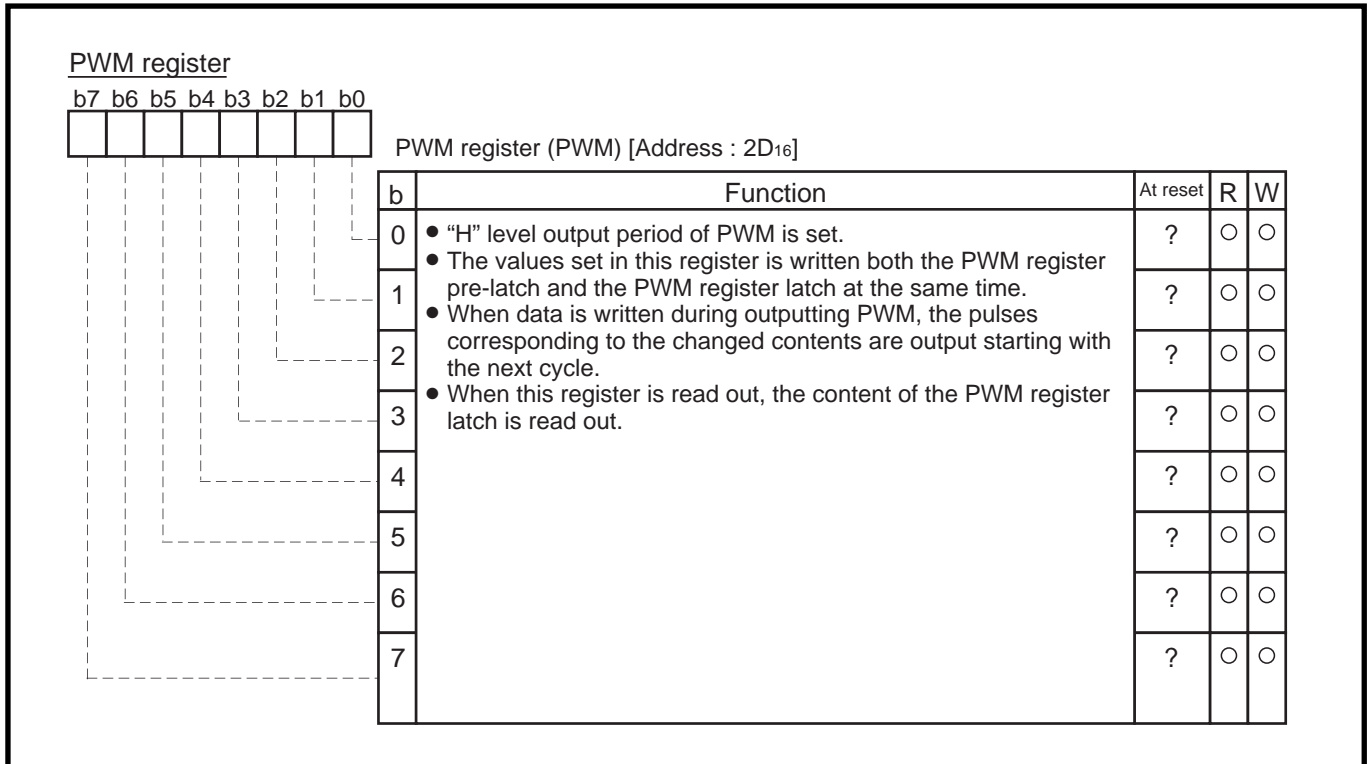 PWM register
b7 b6 b5 b4 b3 b2 b1 b0
PWM register (PWM) [Address : 2D16]
b Function At reset R W
0 ● “H” level output period of PWM is set. ? ○ ○
● The values set in this register is written both the PWM register
1 pre-latch and the PWM register latch at the same time. ? ○ ○
● When data is written during outputting PWM, the pulses
2 corresponding to the changed contents are output starting with ? ○ ○
the next cycle.
● When this register is read out, the content of the PWM register
3 latch is read out. ? ○ ○
4 ? ○ ○
5 ? ○ ○
6 ? ○ ○
7 ? ○ ○